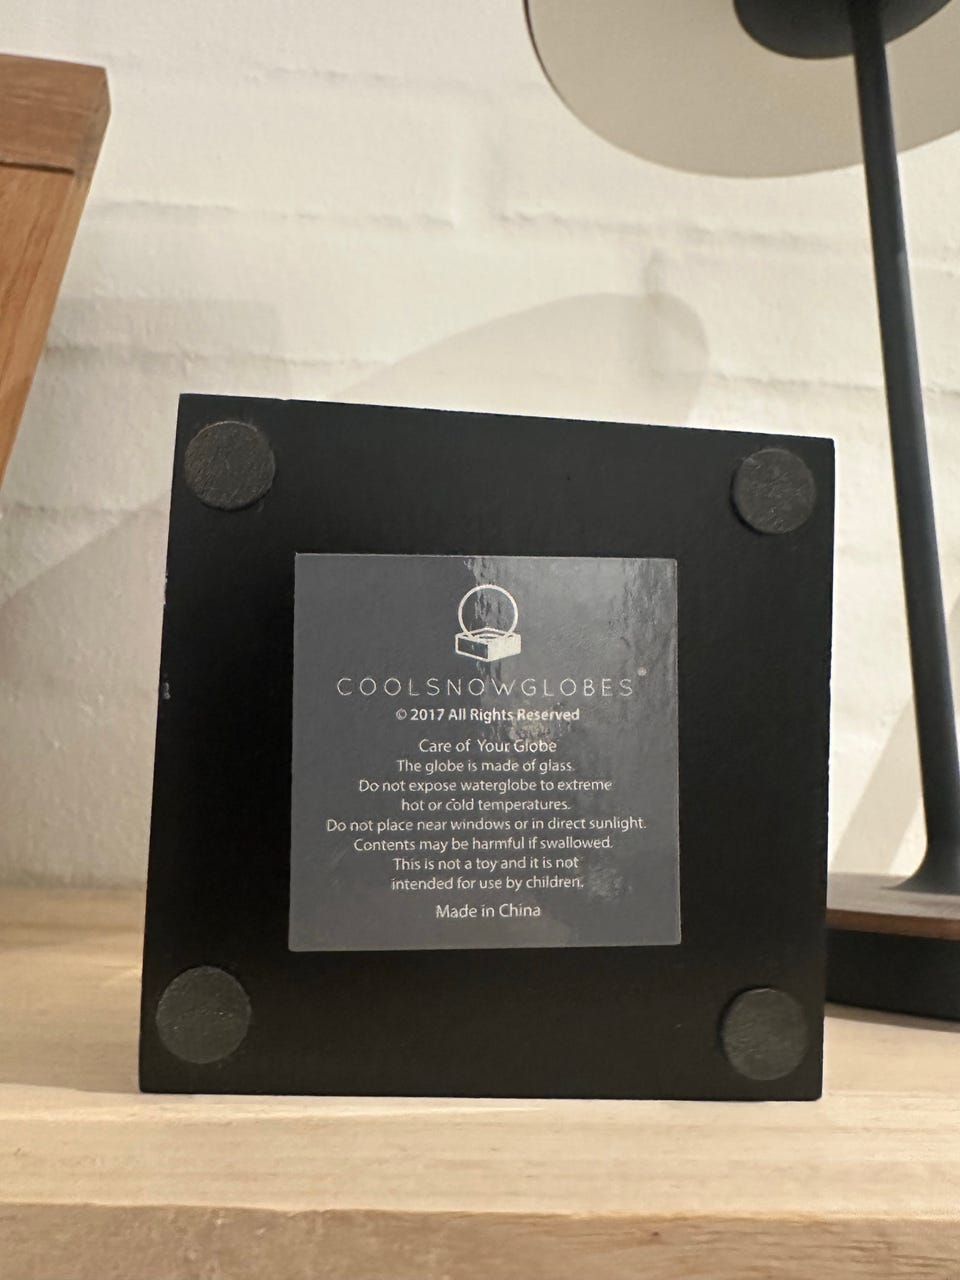 COOLSNOWGLOBES®
© 2017 All Rights Reserved
Care of Your Globe
The globe is made of glass.
Do not expose waterglobe to extreme
hot or cold temperatures.
Do not place near windows or in direct sunlight.
Contents may be harmful if swallowed.
This is not a toy and it is not
intended for use by children.
Made in China